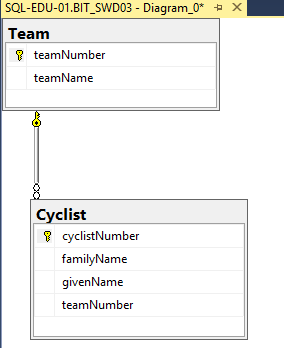 SQL-EDU-01.BIT_SWD03 - Diagram_0*
Team
teamNumber
teamName
Cyclist
cyclistNumber
familyName
givenName
teamNumber